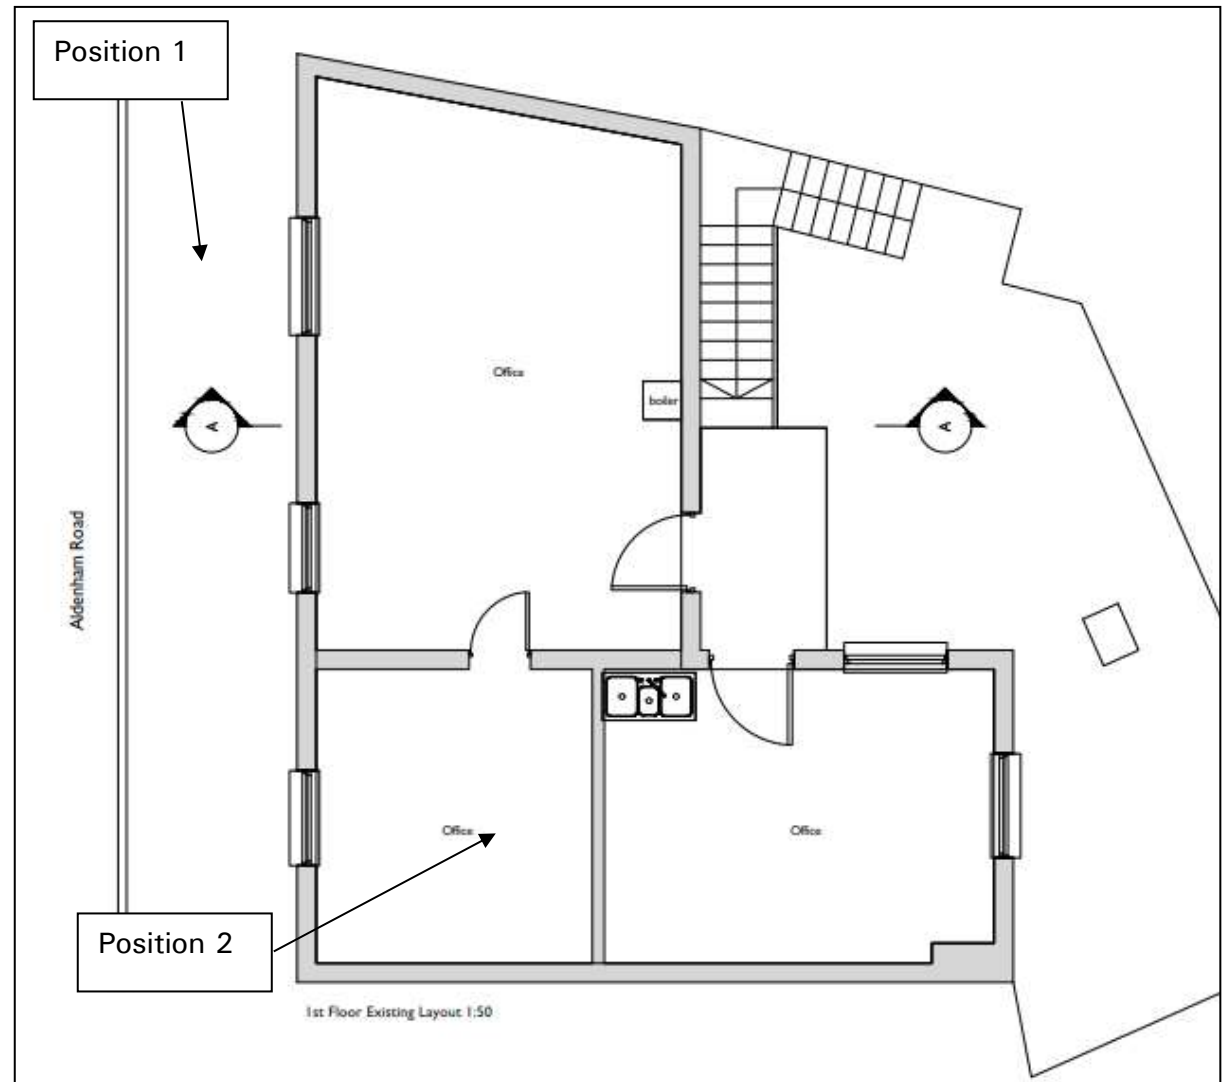 Position 1
Office
boiler
A
A
Aldenham Road
Office
Office
Position 2
1st Floor Existing Layout 1:50